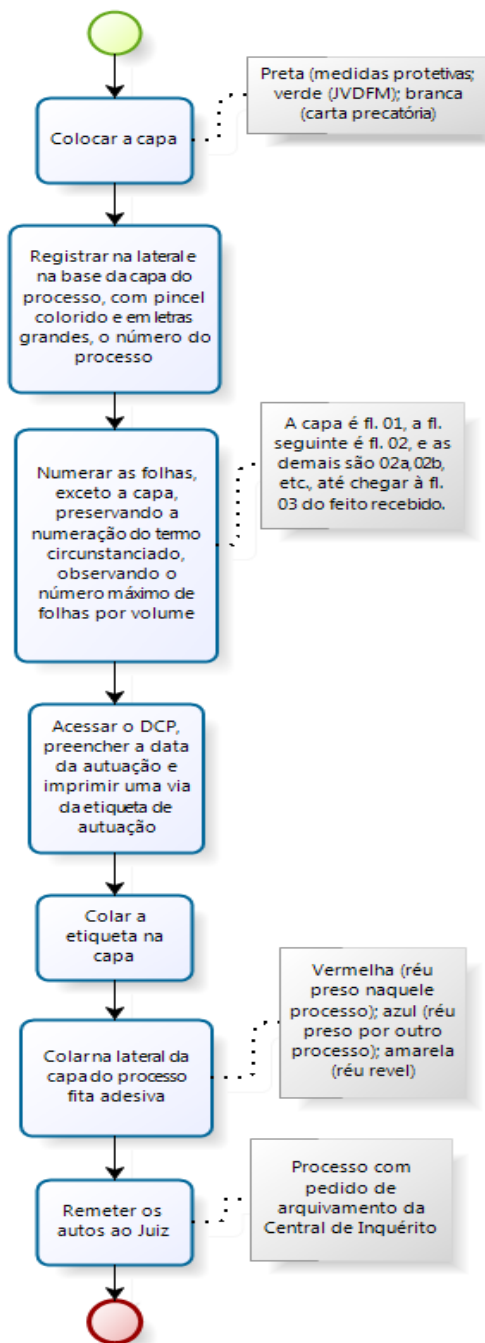 Preta (medidas protetivas;
verde (JVDFM); branca
(carta precatória)
Colocar a capa
Registrar na lateral e
na base da capa do
processo, com pincel
colorido e em letras
grandes, o número do
processo
A capa é fl. 01, a fl.
seguinte é fl. 02, e as
demais são 02a, 02b,
etc., até chegar à fl.
03 do feito recebido.
Numerar as folhas,
exceto a capa,
preservando a
numeração do termo
circunstanciado,
observando o
número máximo de
folhas por volume
Acessar o DCP,
preencher a data
da autuação e
imprimir uma via
da etiqueta de
autuação
Colar a
etiqueta na
capa
Vermelha (réu
preso naquele
processo); azul (réu
preso por outro
processo); amarela
(réu revel)
Colar na lateral da
capa do processo
fita adesiva
Processo com
pedido de
arquivamento da
Central de Inquérito
Remeter os
autos ao Juiz